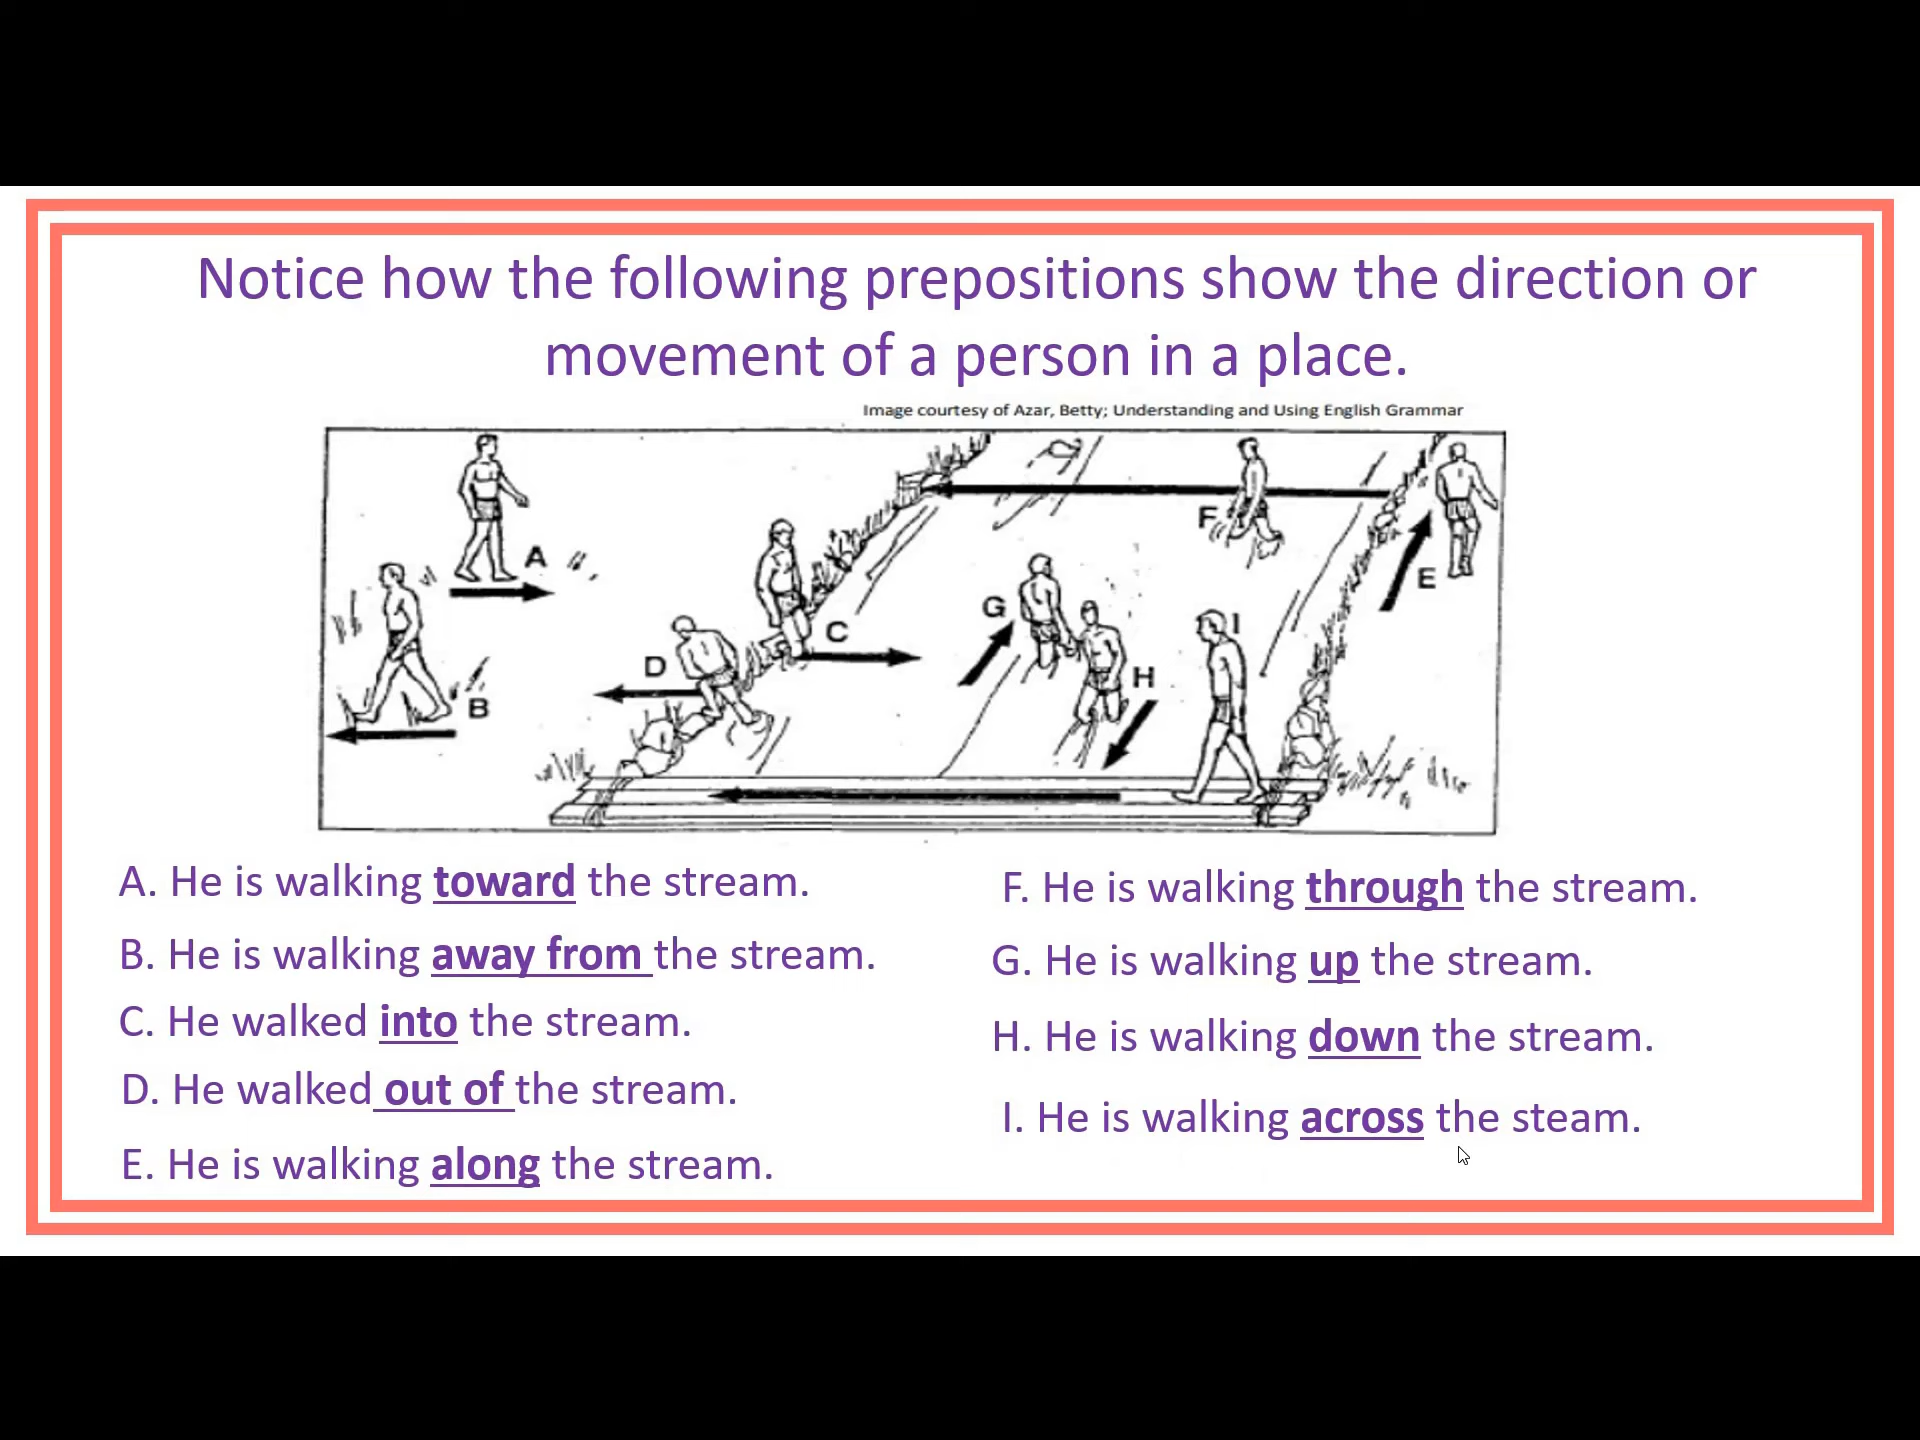 Notice how the following prepositions show the direction or
movement of a person in a place.
Image courtesy of Azar, Betty; Understanding and Using English Grammar
A
B
C
D
E
F
G
H
I
A. He is walking toward the stream.
B. He is walking away from the stream.
C. He walked into the stream.
D. He walked out of the stream.
E. He is walking along the stream.
F. He is walking through the stream.
G. He is walking up the stream.
H. He is walking down the stream.
I. He is walking across the steam.